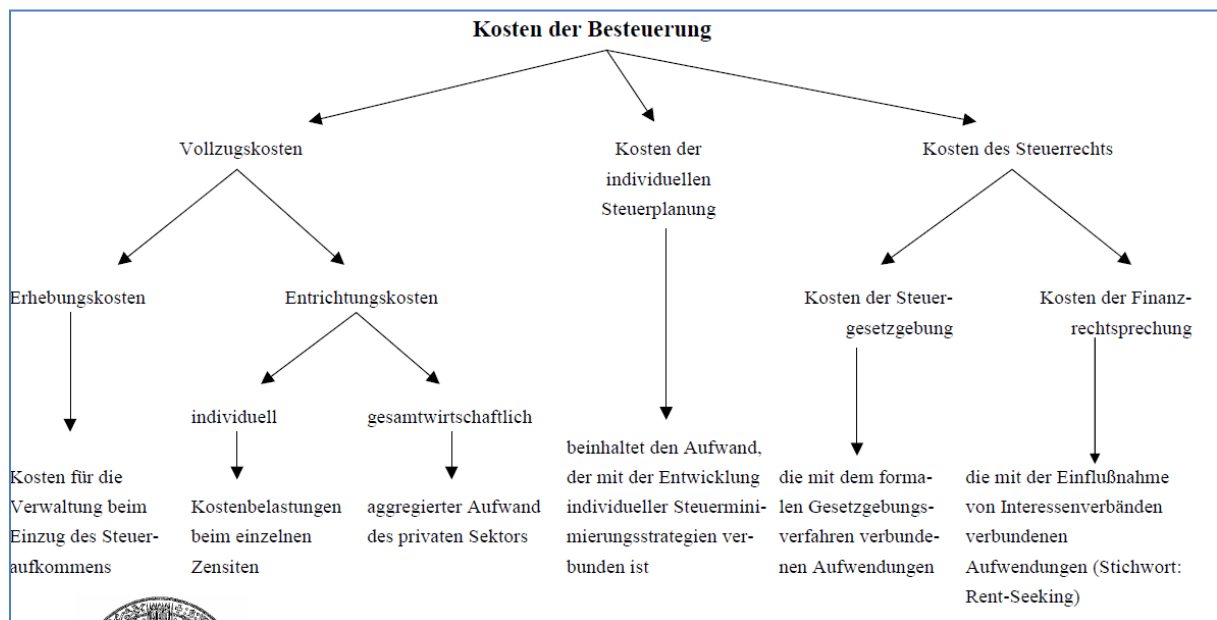 Kosten der Besteuerung
Vollzugskosten
Kosten der
individuellen
Steuerplanung
Kosten des Steuerrechts
Erhebungskosten
Entrichtungskosten
Kosten der Steuer-
gesetzgebung
Kosten der Finanz-
rechtsprechung
individuell
gesamtwirtschaftlich
Kosten für die
Verwaltung beim
Einzug des Steuer-
aufkommens
Kostenbelastungen
beim einzelnen
Zensiten
aggregierter Aufwand
des privaten Sektors
beinhaltet den Aufwand,
der mit der Entwicklung
individueller Steuermini-
mierungsstrategien ver-
bunden ist
die mit dem forma-
len Gesetzgebungs-
verfahren verbunde-
nen Aufwendungen
die mit der Einflußnahme
von Interessenverbänden
verbundenen
Aufwendungen (Stichwort:
Rent-Seeking)